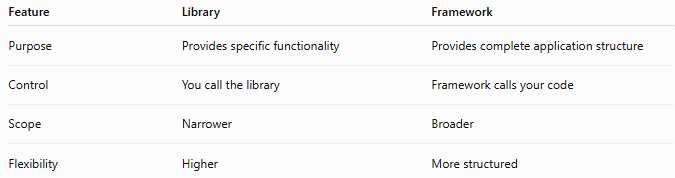 Feature Library Framework
Purpose Provides specific functionality Provides complete application structure
Control You call the library Framework calls your code
Scope Narrower Broader
Flexibility Higher More structured